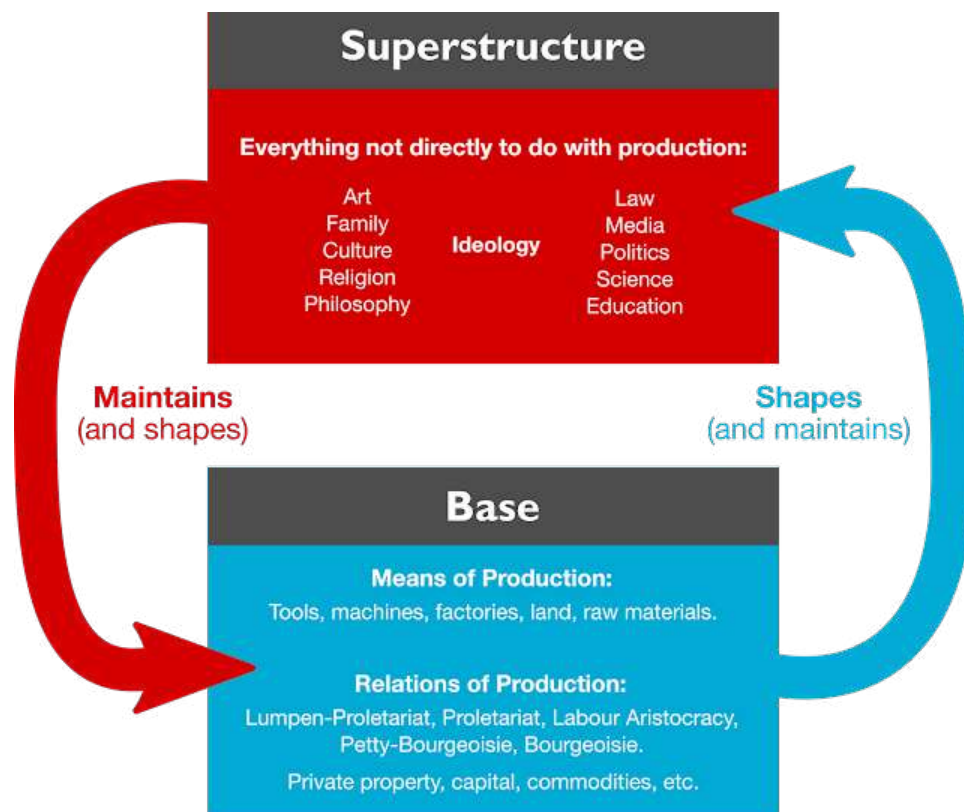 Superstructure
Everything not directly to do with production:
Art
Family
Culture
Religion
Philosophy
Ideology
Law
Media
Politics
Science
Education
Maintains
(and shapes)
Shapes
(and maintains)
Base
Means of Production:
Tools, machines, factories, land, raw materials.
Relations of Production:
Lumpen-Proletariat, Proletariat, Labour Aristocracy,
Petty-Bourgeoisie, Bourgeoisie.
Private property, capital, commodities, etc.